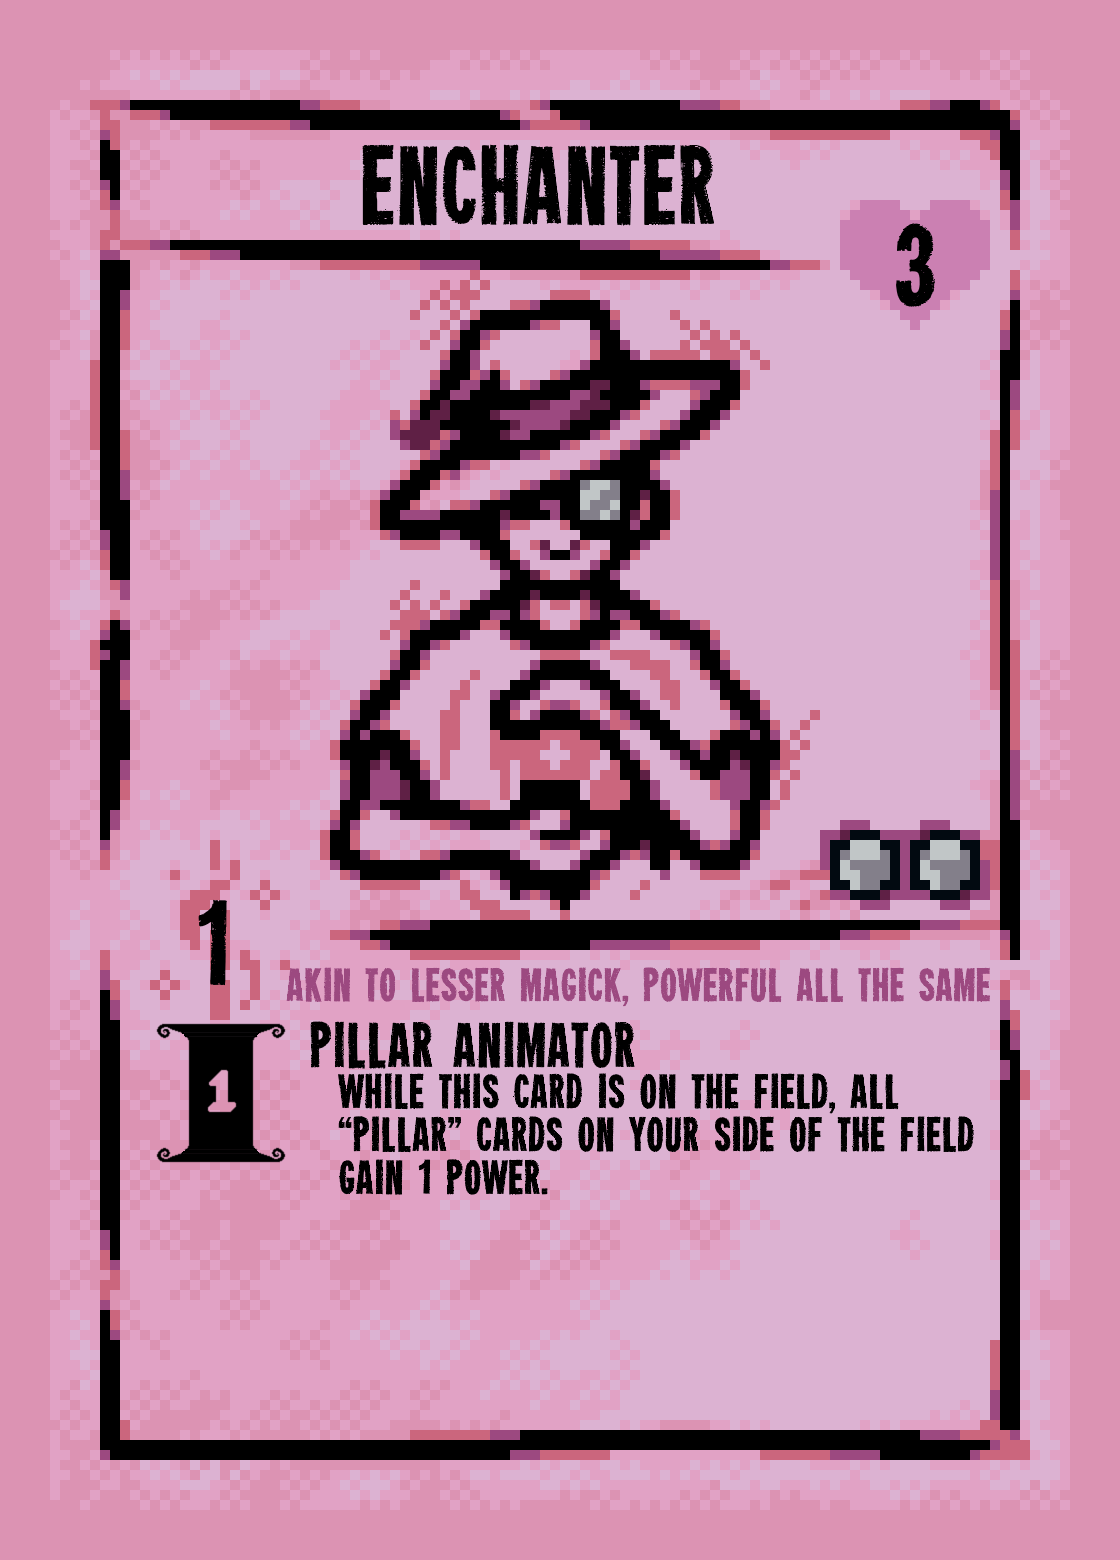 ENCHANTER
3
1
AKIN TO LESSER MAGICK, POWERFUL ALL THE SAME
1
PILLAR ANIMATOR
WHILE THIS CARD IS ON THE FIELD, ALL
“PILLAR” CARDS ON YOUR SIDE OF THE FIELD
GAIN 1 POWER.